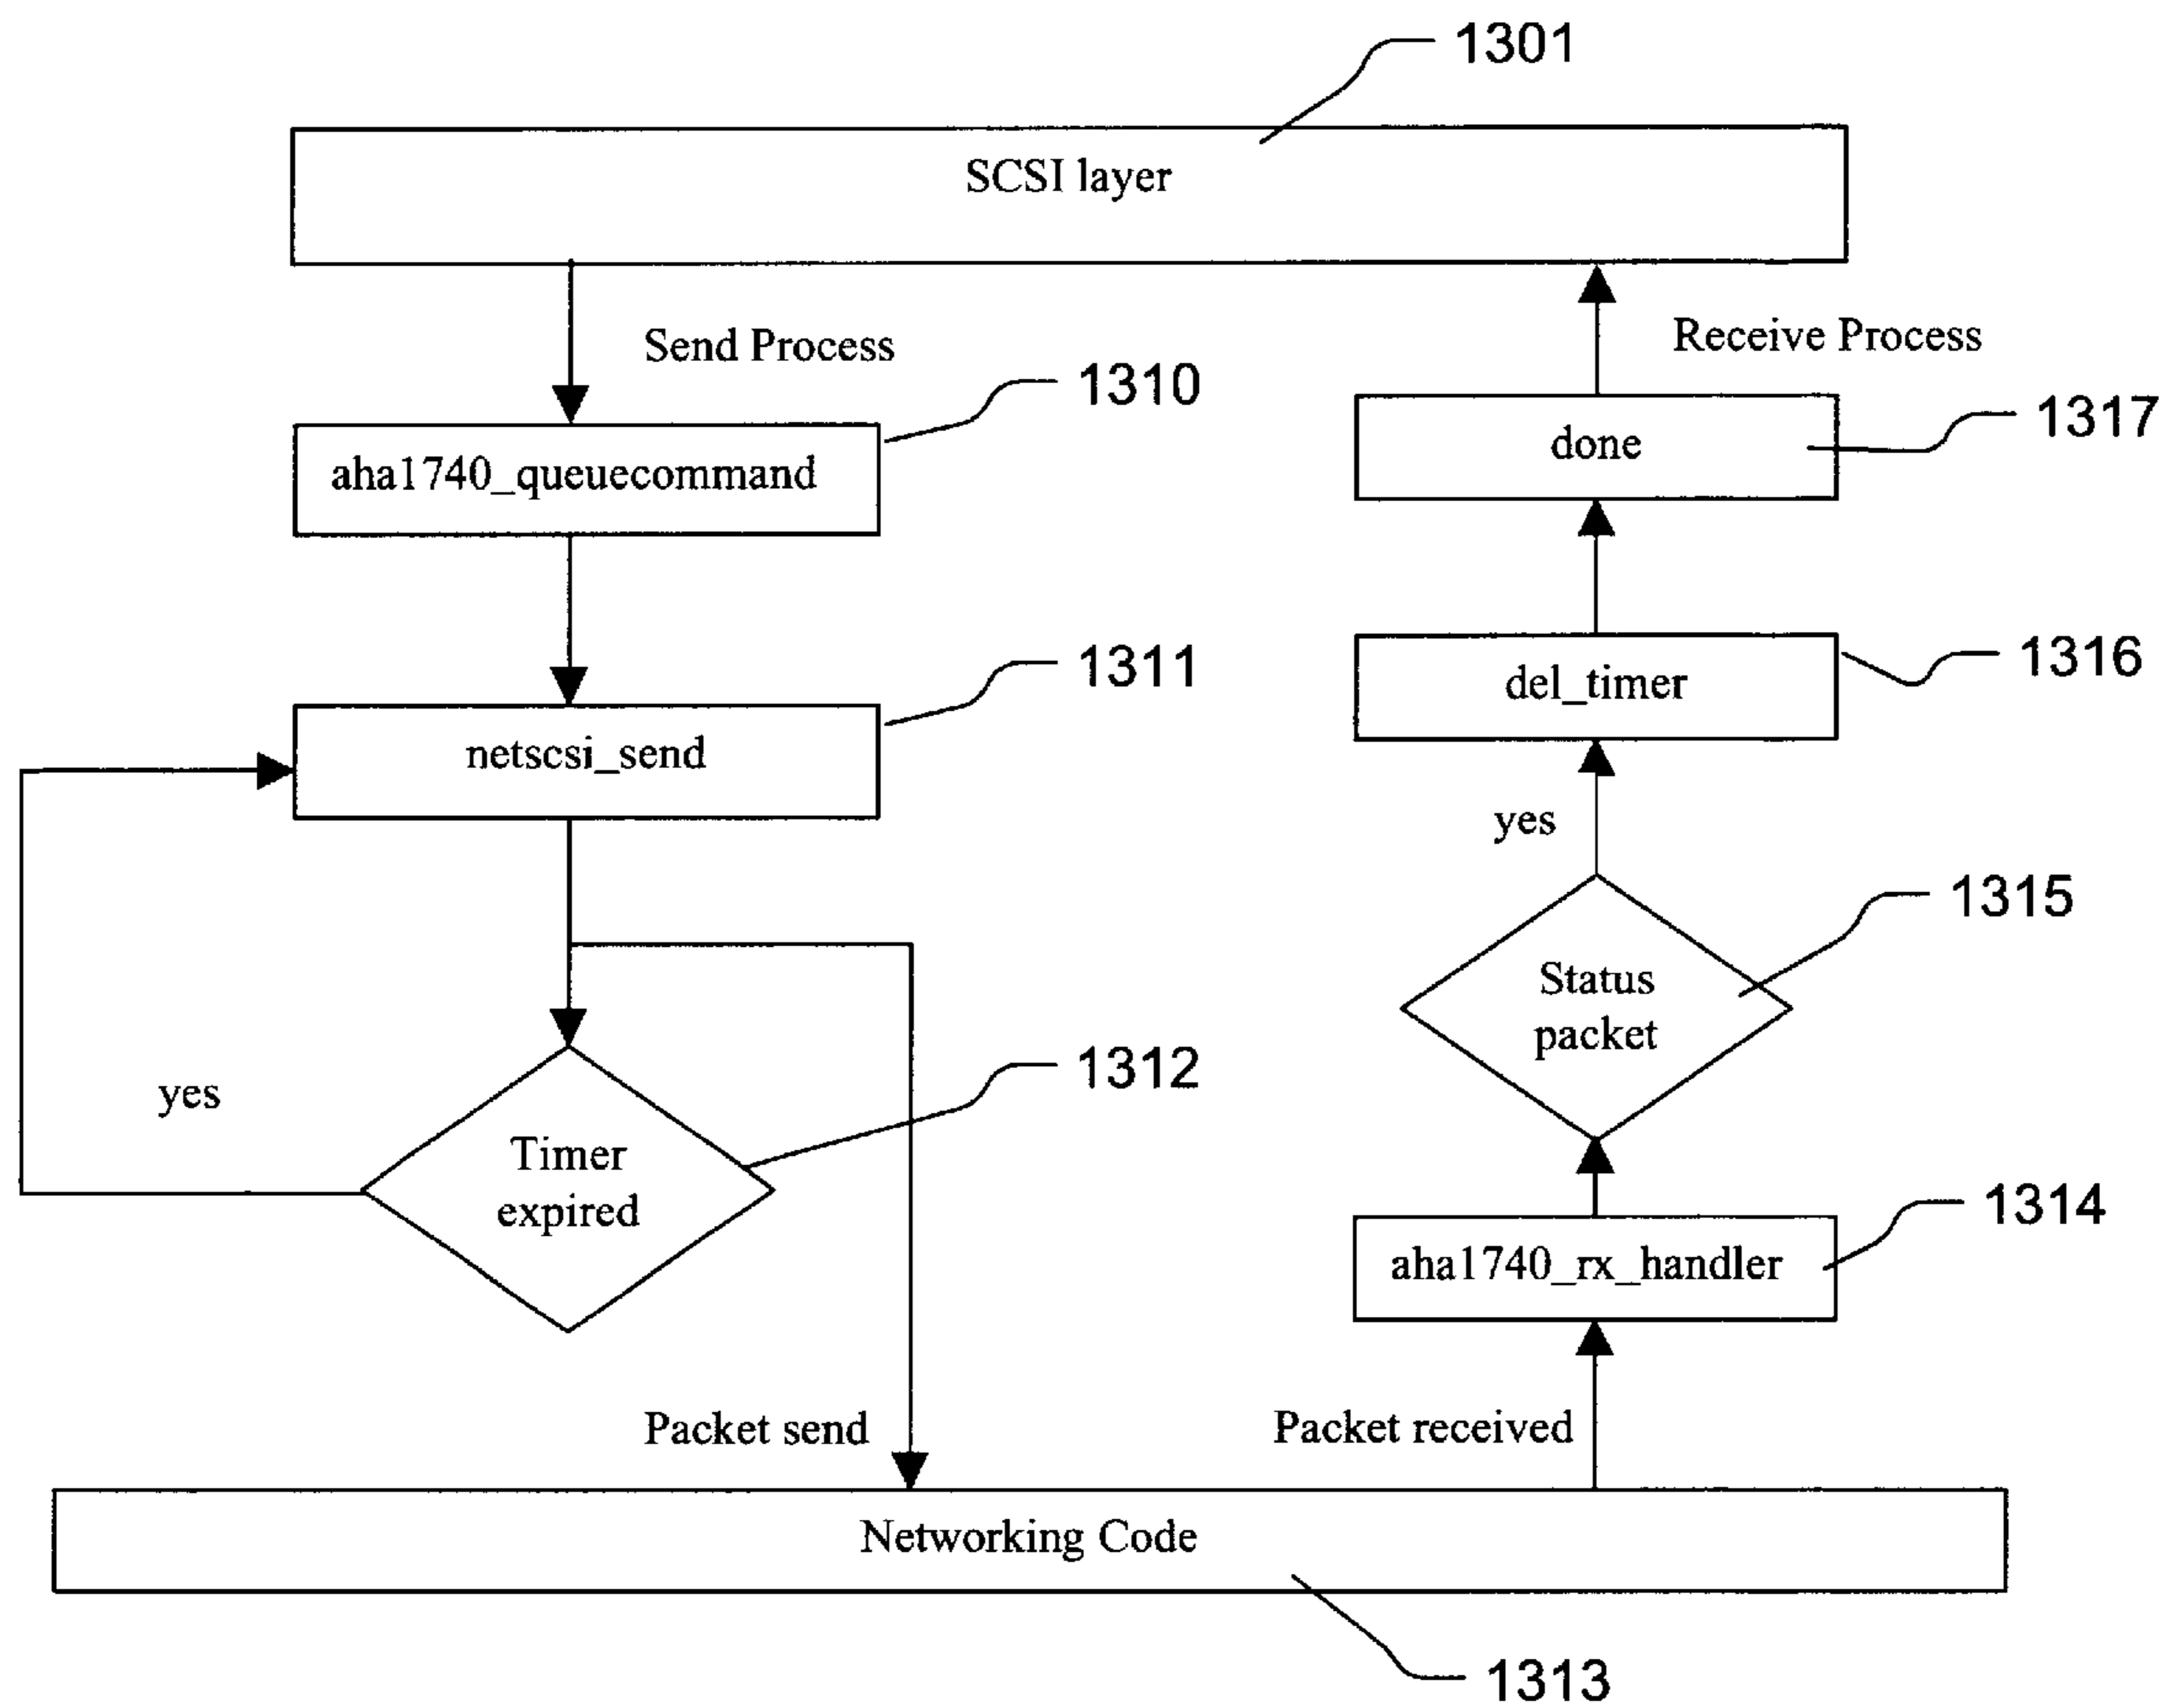 1301
SCSI layer
Send Process
Receive Process
1310
1317
aha1740_queuecommand
done
1311
1316
netscsi_send
del_timer
yes
1315
Status
packet
1312
yes
Timer
expired
1314
aha1740_rx_handler
Packet send
Packet received
Networking Code
1313